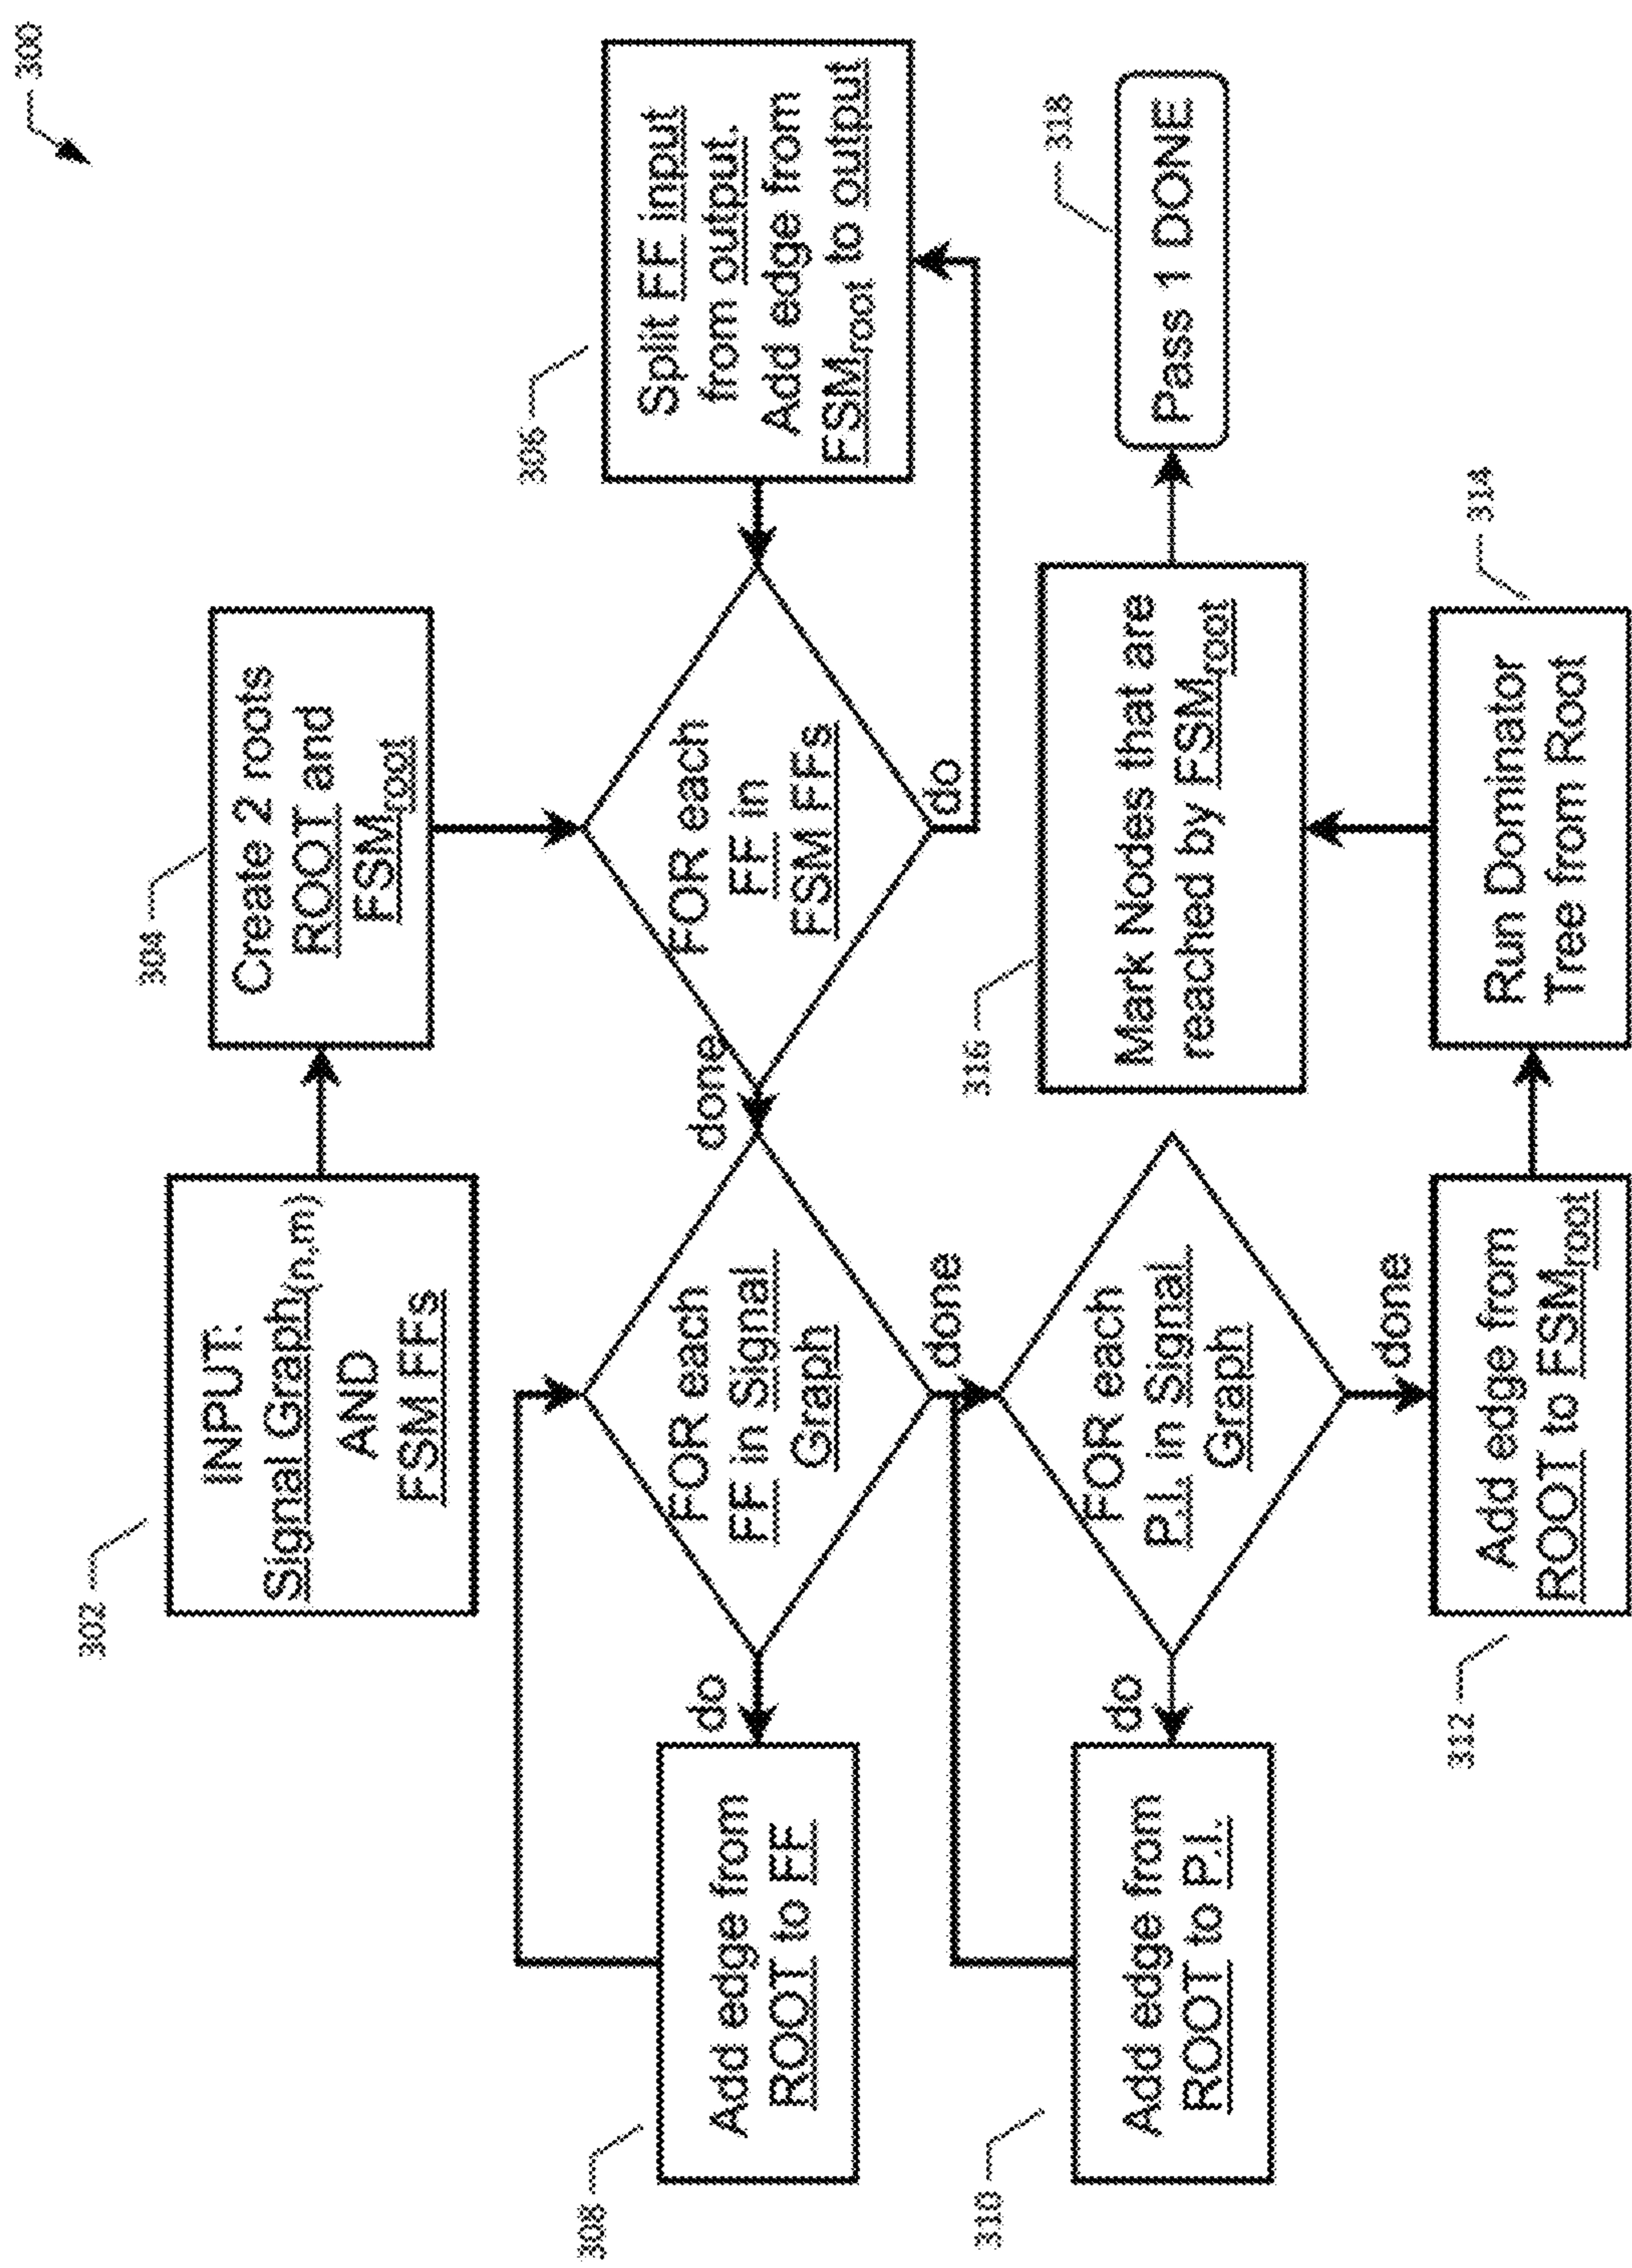 300
302
INPUT:
Signal Graph(n,m)
AND
FSM FFs
304
Create 2 roots
ROOT and
FSMroot
FOR each
FF in
FSM FFs
do
done
306
Split FF input
from output.
Add edge from
FSMroot to output
FOR each
FF in Signal
Graph
do
done
308
Add edge from
ROOT to FF
FOR each
P.I. in Signal
Graph
do
done
310
Add edge from
ROOT to P.I.
312
Add edge from
ROOT to FSMroot
314
Run Dominator
Tree from Root
316
Mark Nodes that are
reached by FSMroot
318
Pass 1 DONE